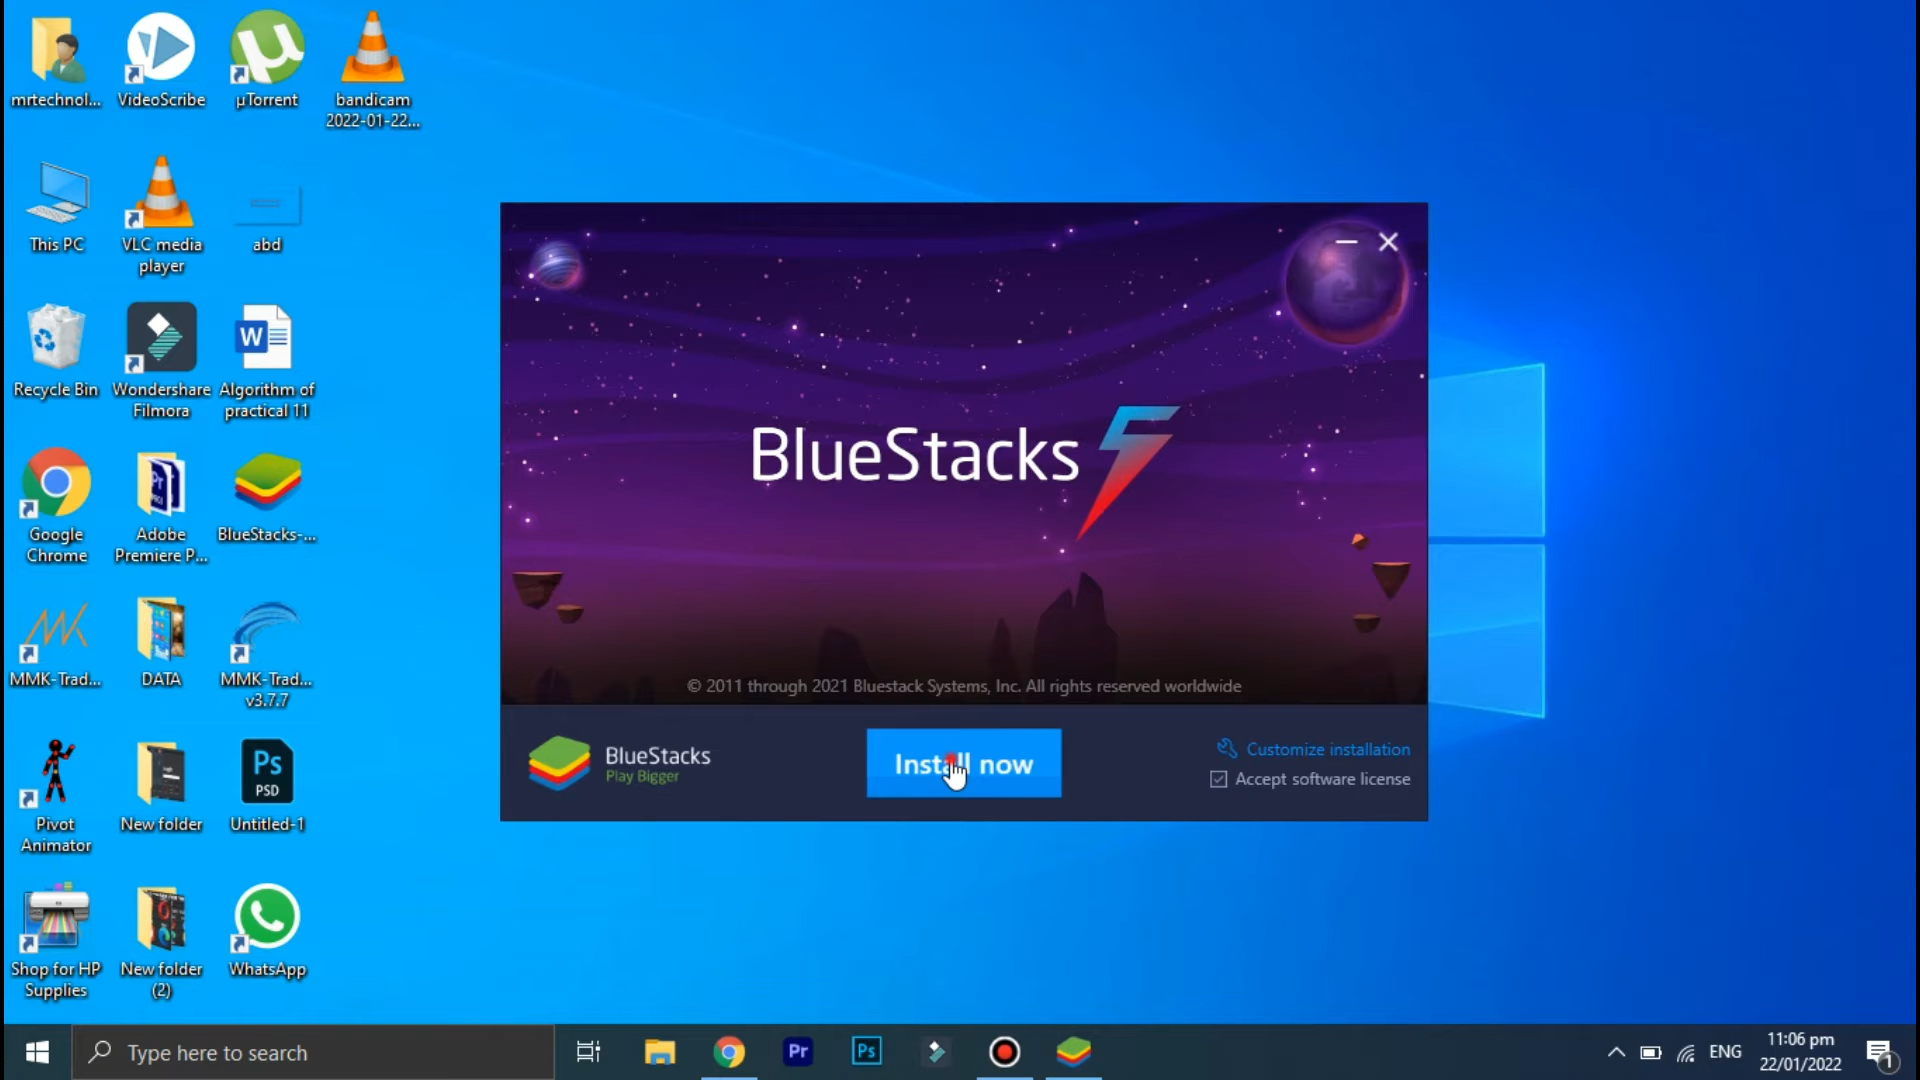 mrtechnol...
VideoScribe
µTorrent
bandicam
2022-01-22...
This PC
VLC media
player
abd
Recycle Bin
Wondershare
Filmora
Algorithm of
practical 11
Google
Chrome
Adobe
Premiere P...
BlueStacks-...
MMK-Trad...
DATA
MMK-Trad...
v3.7.7
Pivot
Animator
New folder
Untitled-1
Shop for HP
Supplies
New folder
(2)
WhatsApp
BlueStacks 5
© 2011 through 2021 Bluestack Systems, Inc. All rights reserved worldwide
BlueStacks
Play Bigger
Install now
Customize installation
Accept software license
W
Pr
Ps
PSD
Type here to search
Pr
Ps
ENG
11:06 pm
22/01/2022
1